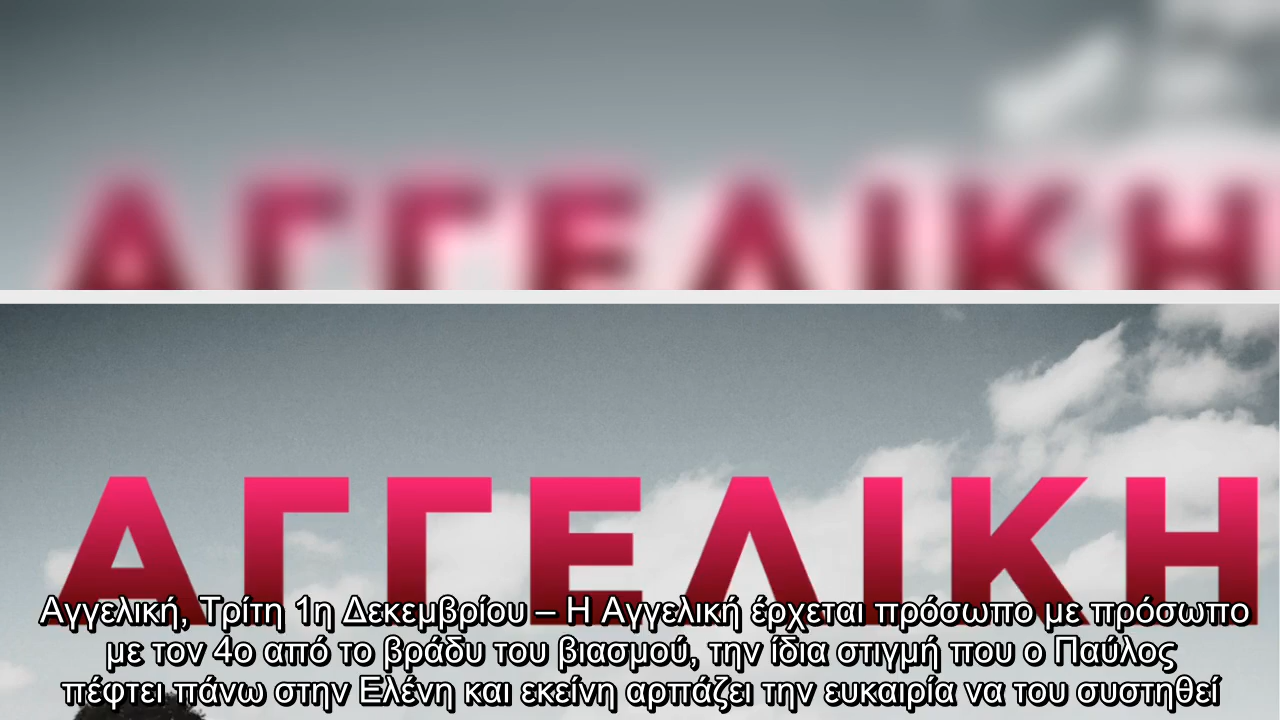 ΑΓΓΕΛΙΚΗ
ΑΓΓΕΛΙΚΗ
Αγγελική, Τρίτη 1η Δεκεμβρίου – Η Αγγελική έρχεται πρόσωπο με πρόσωπο
με τον 4ο από το βράδυ του βιασμού, την ίδια στιγμή που ο Παύλος
πέφτει πάνω στην Ελένη και εκείνη αρπάζει την ευκαιρία να του συστηθεί